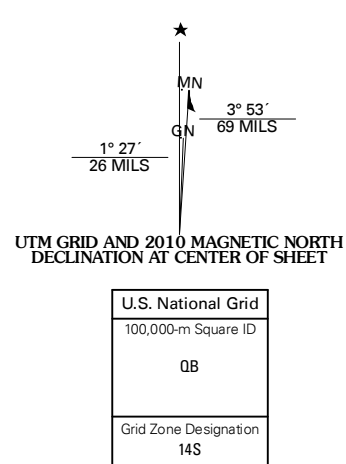 ★
MN
3° 53´
69 MILS
GN
1° 27´
26 MILS
UTM GRID AND 2010 MAGNETIC NORTH
DECLINATION AT CENTER OF SHEET
U.S. National Grid
100,000-m Square ID
QB
Grid Zone Designation
14S